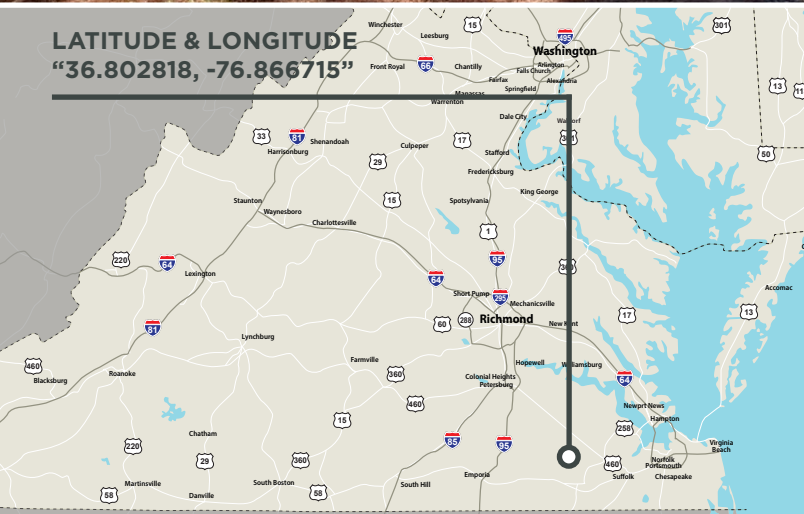 LATITUDE & LONGITUDE
“36.802818, -76.866715”
Winchester
15
301
Leesburg
495
Washington
Front Royal
66
Chantilly
Falls Church
Arlington
Fairfax
Alexandria
Springfield
13
Manassas
Warrenton
Dale City
Waldorf
33
81
Shenandoah
Harrisonburg
Culpeper
17
301
Stafford
50
29
Fredericksburg
King George
Staunton
15
Spotsylvania
Waynesboro
Charlottesville
1
220
64
Lexington
95
360
64
Short Pump
295
Mechanicsville
Accomac
81
60
288
Richmond
New Kent
17
13
Lynchburg
460
Blacksburg
Roanoke
Farmville
360
Hopewell
Williamsburg
64
Colonial Heights
Petersburg
460
Newprt News
Hampton
15
258
Chatham
220
29
360
85
95
Virginia
Beach
Norfolk
Portsmouth
460
Suffolk
Chesapeake
Martinsville
58
Danville
South Boston
58
South Hill
Emporia